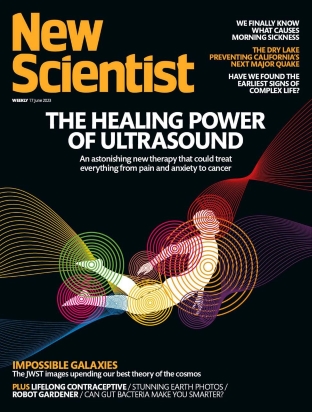 New
Scientist
WEEKLY 17 June 2023
WE FINALLY KNOW
WHAT CAUSES
MORNING SICKNESS
THE DRY LAKE
PREVENTING CALIFORNIA'S
NEXT MAJOR QUAKE
HAVE WE FOUND THE
EARLIEST SIGNS OF
COMPLEX LIFE?
THE HEALING POWER
OF ULTRASOUND
An astonishing new therapy that could treat
everything from pain and anxiety to cancer
IMPOSSIBLE GALAXIES
The JWST images upending our best theory of the cosmos
PLUS LIFELONG CONTRACEPTIVE / STUNNING EARTH PHOTOS /
ROBOT GARDENER / CAN GUT BACTERIA MAKE YOU SMARTER?